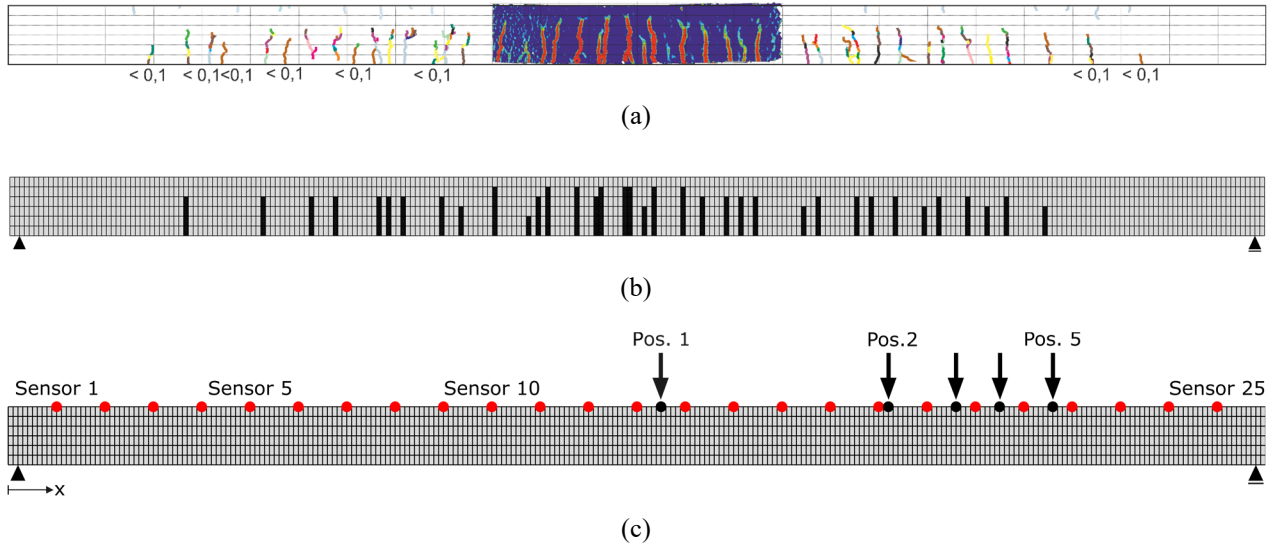 < 0,1 < 0,1 <0,1 < 0,1 < 0,1 < 0,1 < 0,1 < 0,1
(a)
(b)
Pos. 1 Pos.2 Pos. 5
Sensor 1 Sensor 5 Sensor 10 Sensor 25
x
(c)